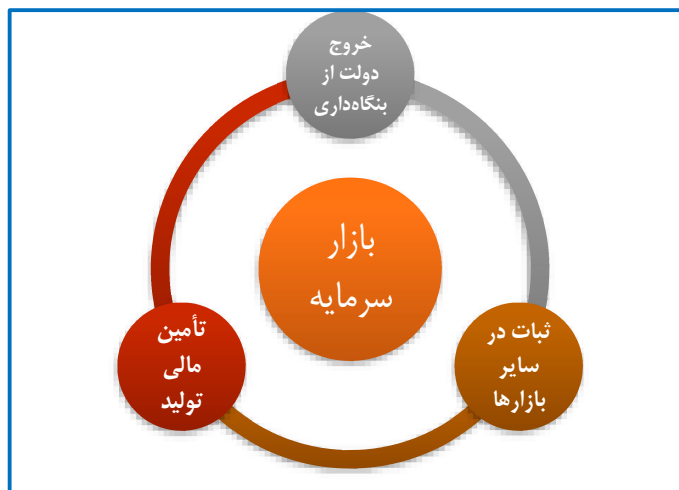 خروج
دولت از
بنگاه‌داری
بازار
سرمایه
تأمین
مالی
تولید
ثبات در
سایر
بازارها